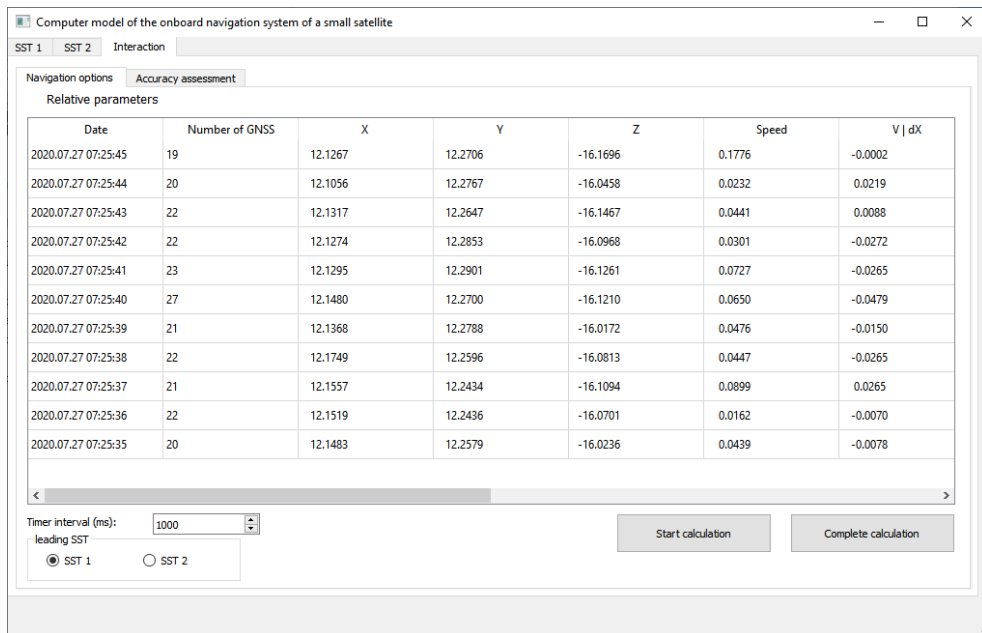 Computer model of the onboard navigation system of a small satellite
SST 1 SST 2 Interaction
Navigation options Accuracy assessment
Relative parameters
Date Number of GNSS X Y Z Speed V | dX
2020.07.27 07:25:45 19 12.1267 12.2706 -16.1696 0.1776 -0.0002
2020.07.27 07:25:44 20 12.1056 12.2767 -16.0458 0.0232 0.0219
2020.07.27 07:25:43 22 12.1317 12.2647 -16.1467 0.0441 0.0088
2020.07.27 07:25:42 22 12.1274 12.2853 -16.0968 0.0301 -0.0272
2020.07.27 07:25:41 23 12.1295 12.2901 -16.1261 0.0727 -0.0265
2020.07.27 07:25:40 27 12.1480 12.2700 -16.1210 0.0650 -0.0479
2020.07.27 07:25:39 21 12.1368 12.2788 -16.0172 0.0476 -0.0150
2020.07.27 07:25:38 22 12.1749 12.2596 -16.0813 0.0447 -0.0265
2020.07.27 07:25:37 21 12.1557 12.2434 -16.1094 0.0899 0.0265
2020.07.27 07:25:36 22 12.1519 12.2436 -16.0701 0.0162 -0.0070
2020.07.27 07:25:35 20 12.1483 12.2579 -16.0236 0.0439 -0.0078
Timer interval (ms): 1000
leading SST
SST 1 SST 2
Start calculation Complete calculation